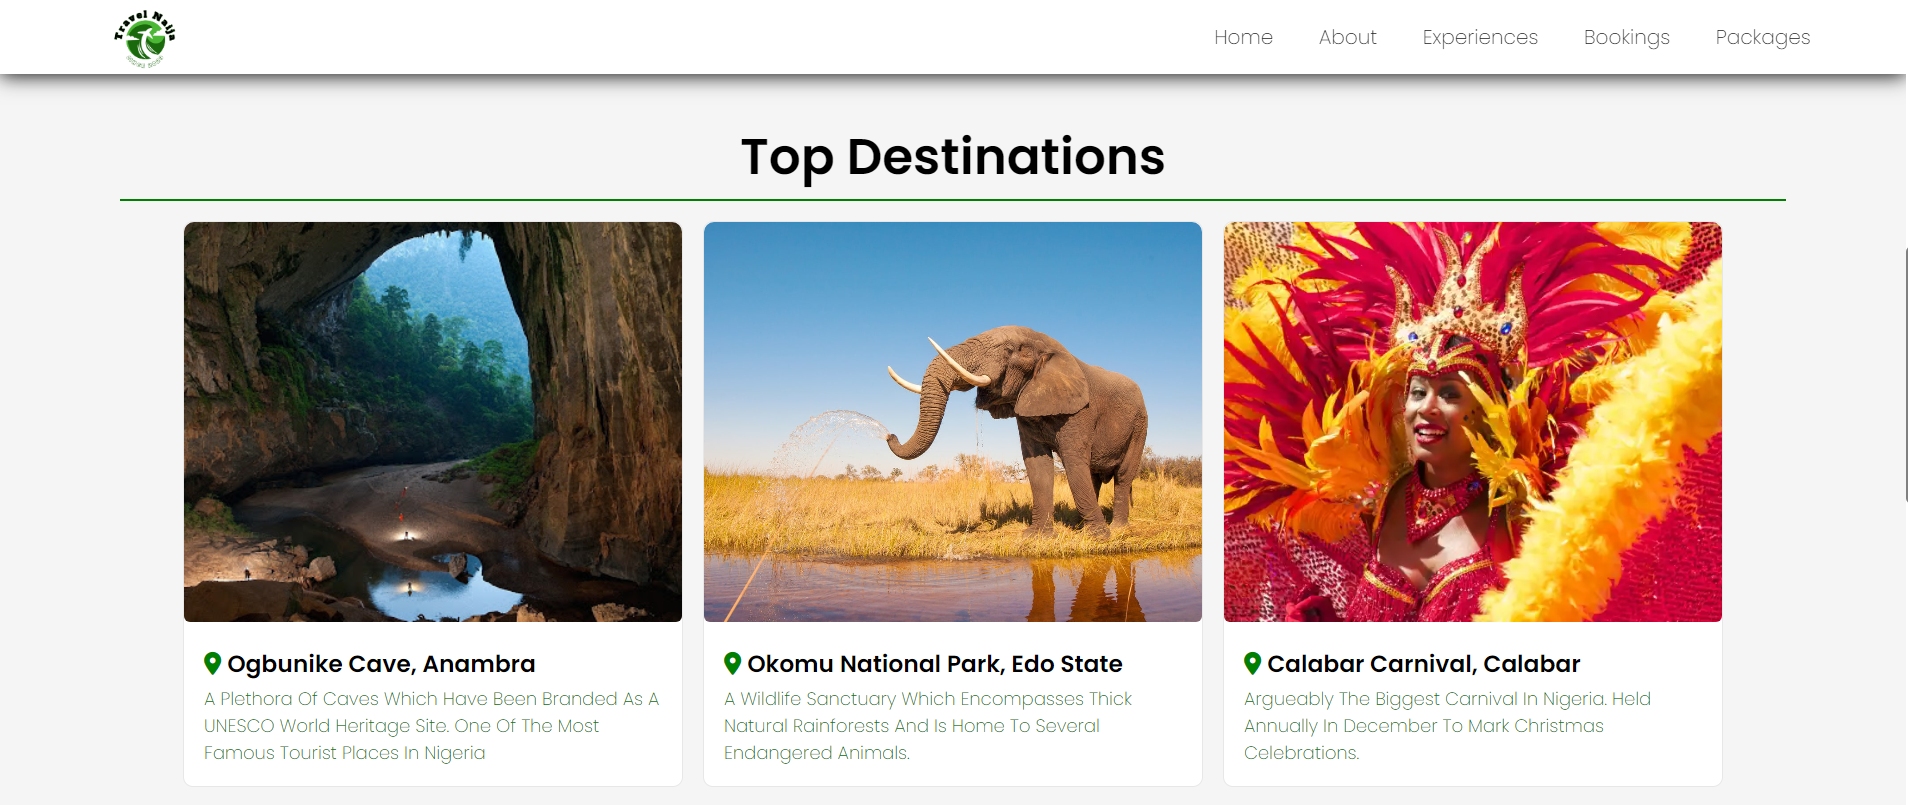 Travel Naija
Home About Experiences Bookings Packages
Top Destinations
Ogbunike Cave, Anambra
A Plethora Of Caves Which Have Been Branded As A
UNESCO World Heritage Site. One Of The Most
Famous Tourist Places In Nigeria
Okomu National Park, Edo State
A Wildlife Sanctuary Which Encompasses Thick
Natural Rainforests And Is Home To Several
Endangered Animals.
Calabar Carnival, Calabar
Argueably The Biggest Carnival In Nigeria. Held
Annually In December To Mark Christmas
Celebrations.